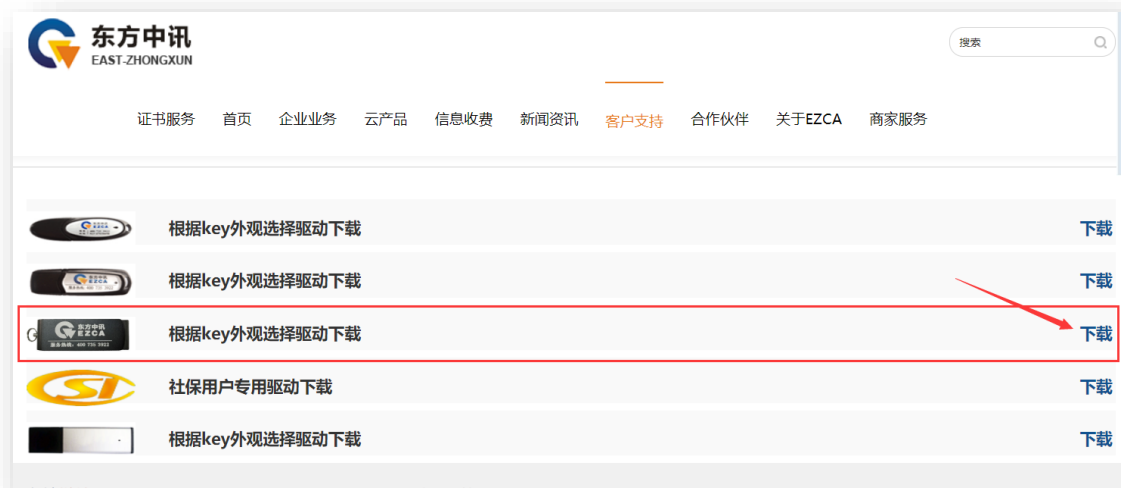 东方中讯
EAST-ZHONGXUN
搜索
证书服务 首页 企业业务 云产品 信息收费 新闻资讯 客户支持 合作伙伴 关于EZCA 商家服务
根据key外观选择驱动下载 下载
根据key外观选择驱动下载 下载
东方中讯
EZCA
根据key外观选择驱动下载 下载
社保用户专用驱动下载 下载
根据key外观选择驱动下载 下载